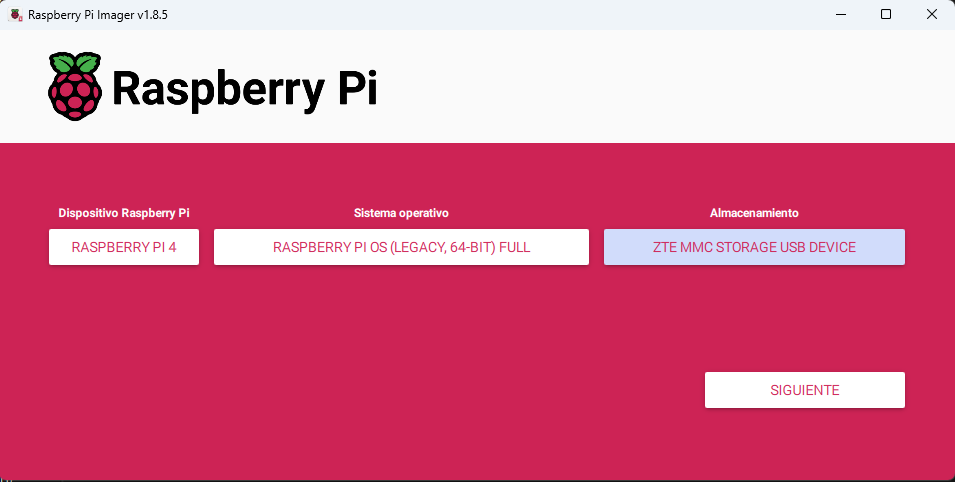 Raspberry Pi Imager v1.8.5
Raspberry Pi
Dispositivo Raspberry Pi
Sistema operativo
Almacenamiento
RASPBERRY PI 4
RASPBERRY PI OS (LEGACY, 64-BIT) FULL
ZTE MMC STORAGE USB DEVICE
SIGUIENTE